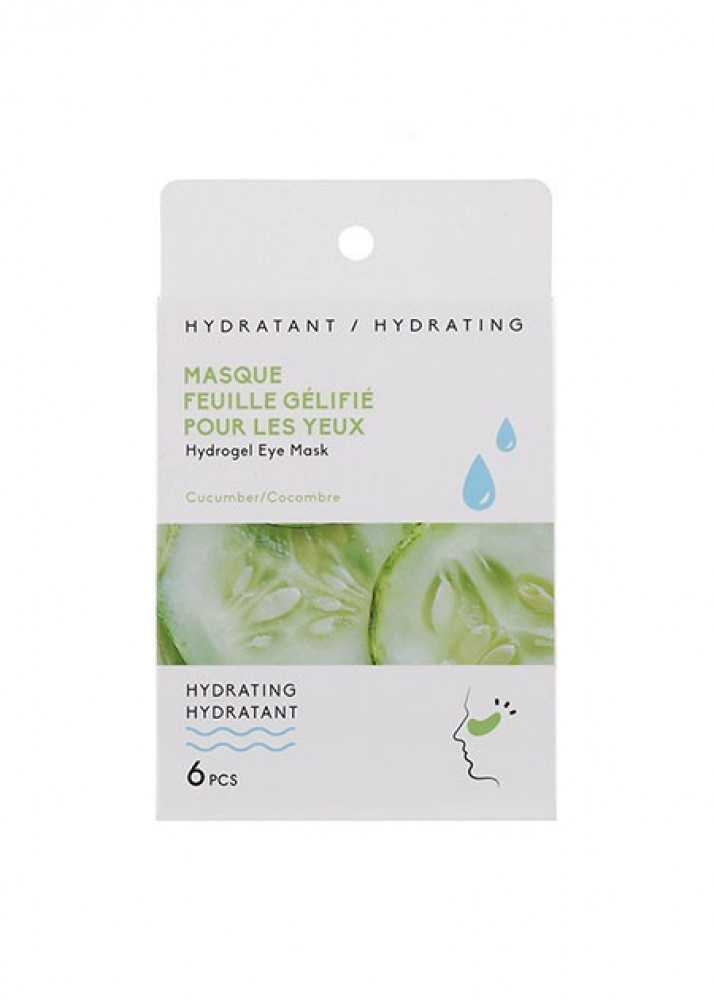 HYDRATANT / HYDRATING
MASQUE
FEUILLE GÉLIFIÉ
POUR LES YEUX
Hydrogel Eye Mask
Cucumber/Cocombre
HYDRATING
HYDRATANT
6 PCS